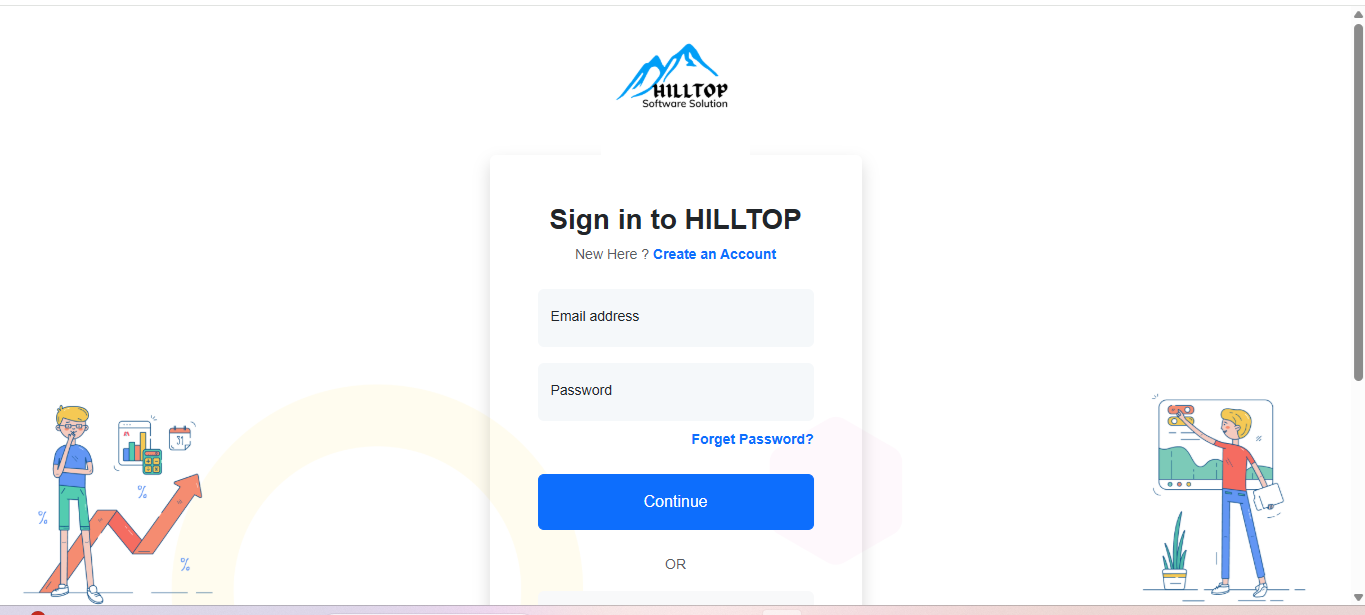 HILLTOP
Software Solution
Sign in to HILLTOP
New Here ? Create an Account
Email address
Password
Forget Password?
Continue
OR
31
%
%
%
%